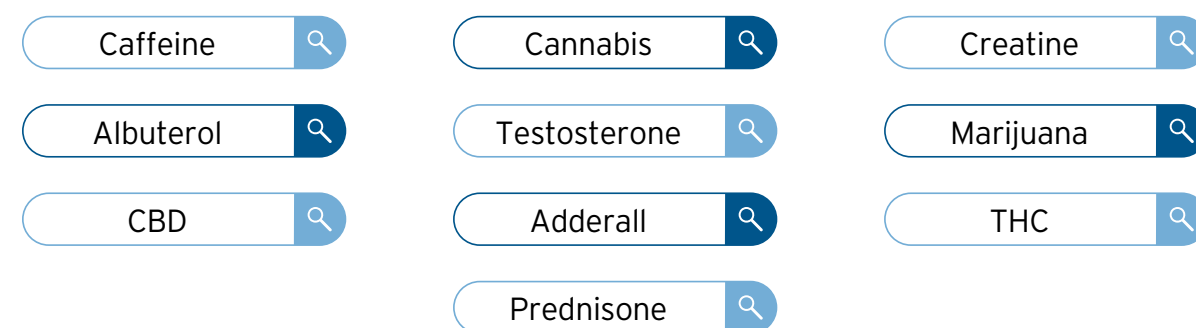 Caffeine
Cannabis
Creatine
Albuterol
Testosterone
Marijuana
CBD
Adderall
THC
Prednisone